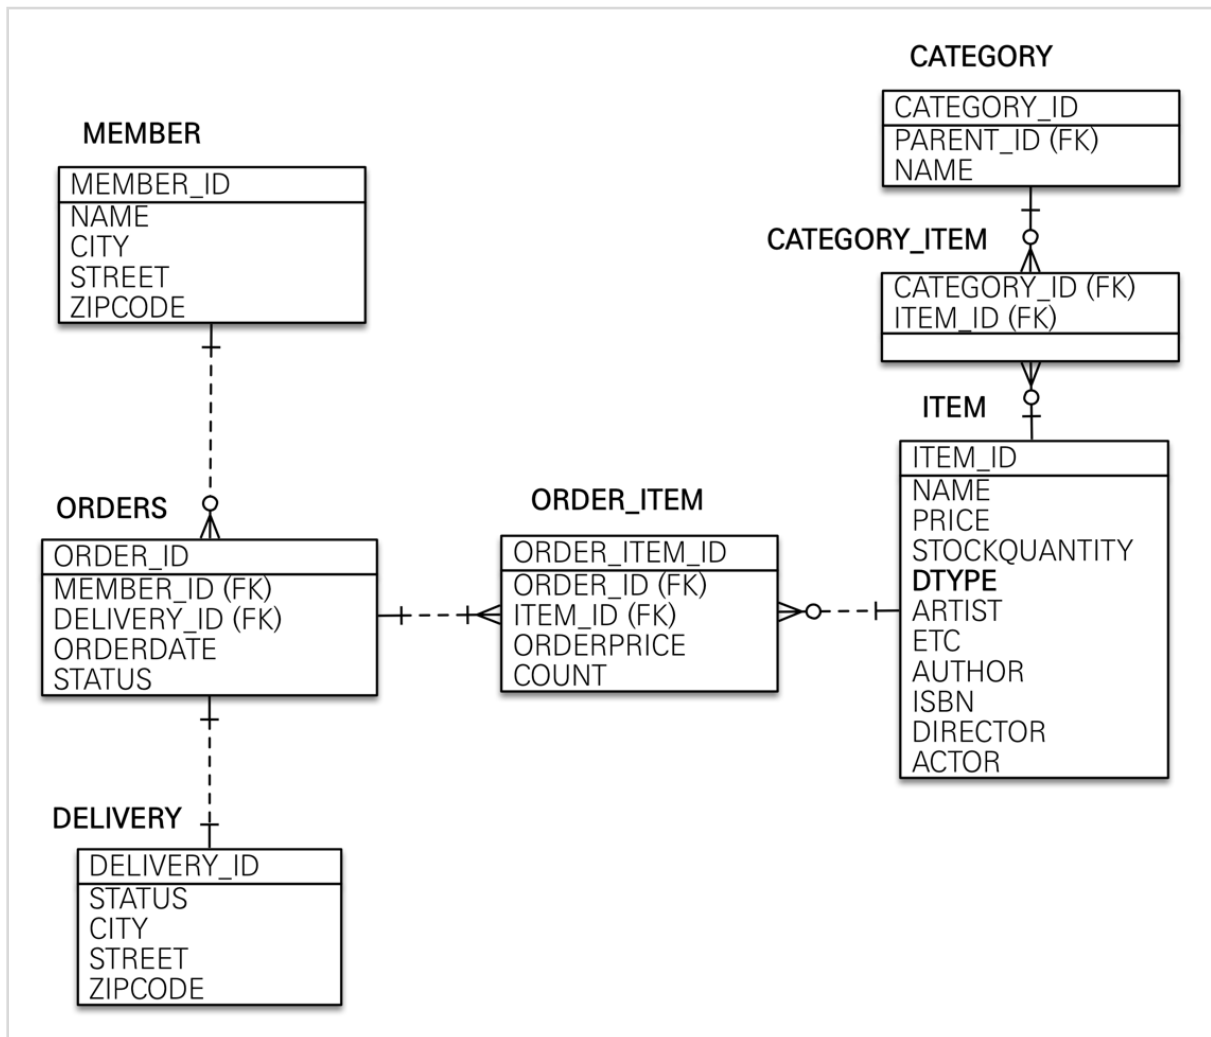 MEMBER
MEMBER_ID
NAME
CITY
STREET
ZIPCODE
CATEGORY
CATEGORY_ID
PARENT_ID (FK)
NAME
CATEGORY_ITEM
CATEGORY_ID (FK)
ITEM_ID (FK)
ORDERS
ORDER_ID
MEMBER_ID (FK)
DELIVERY_ID (FK)
ORDERDATE
STATUS
ORDER_ITEM
ORDER_ITEM_ID
ORDER_ID (FK)
ITEM_ID (FK)
ORDERPRICE
COUNT
ITEM
ITEM_ID
NAME
PRICE
STOCKQUANTITY
DTYPE
ARTIST
ETC
AUTHOR
ISBN
DIRECTOR
ACTOR
DELIVERY
DELIVERY_ID
STATUS
CITY
STREET
ZIPCODE